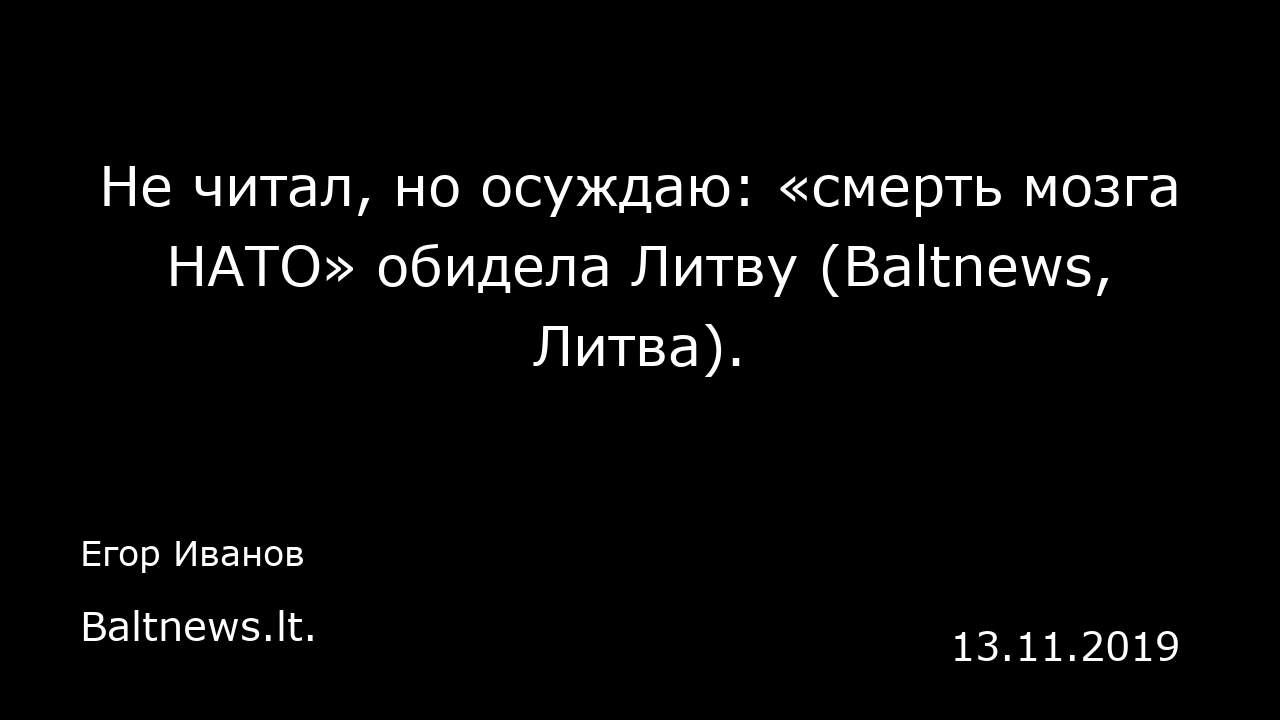 Не читал, но осуждаю: «смерть мозга
НАТО» обидела Литву (Baltnews,
Литва).
Егор Иванов
Baltnews.lt.
13.11.2019